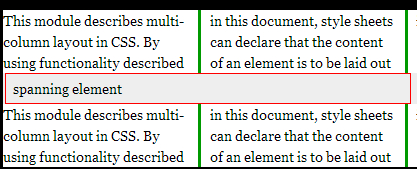 This module describes multi-
column layout in CSS. By
using functionality described
in this document, style sheets
can declare that the content
of an element is to be laid out
spanning element
This module describes multi-
column layout in CSS. By
using functionality described
in this document, style sheets
can declare that the content
of an element is to be laid out